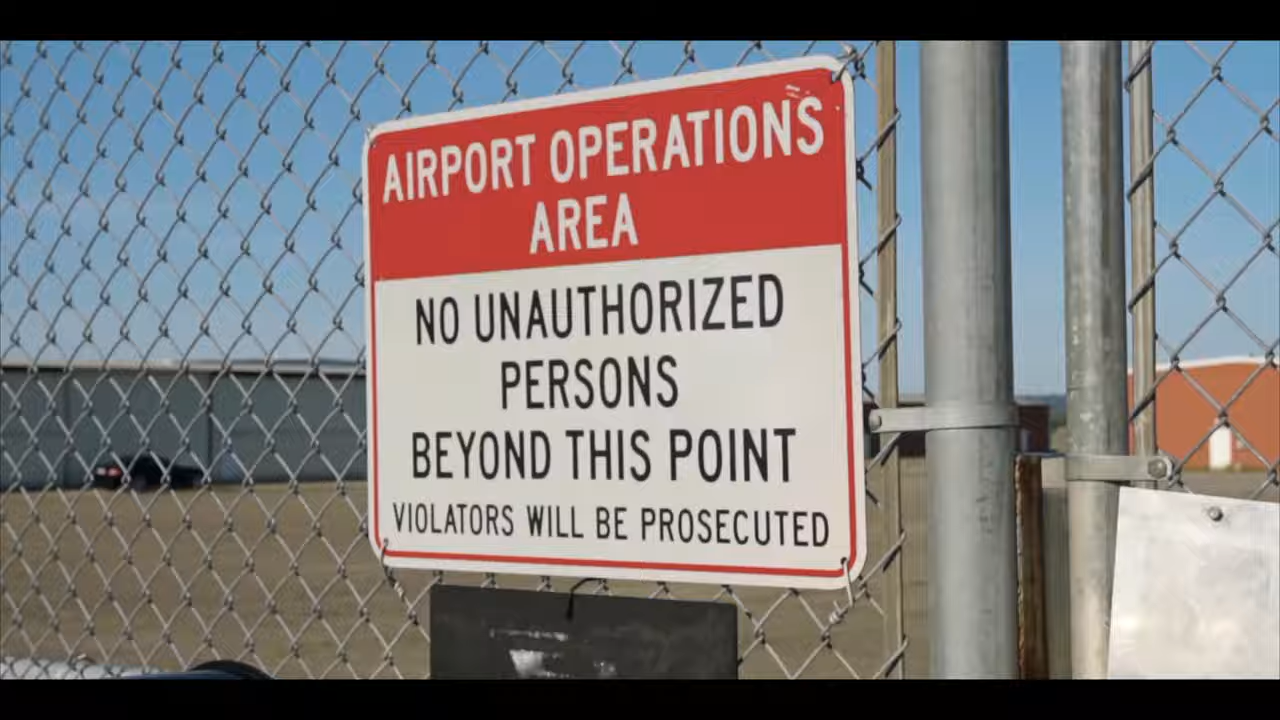 AIRPORT OPERATIONS
AREA
NO UNAUTHORIZED
PERSONS
BEYOND THIS POINT
VIOLATORS WILL BE PROSECUTED